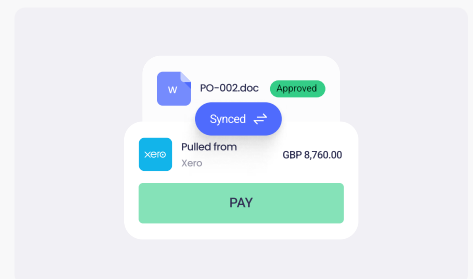 W
PO-002.doc
Approved
Synced
xero
Pulled from
Xero
GBP 8,760.00
PAY